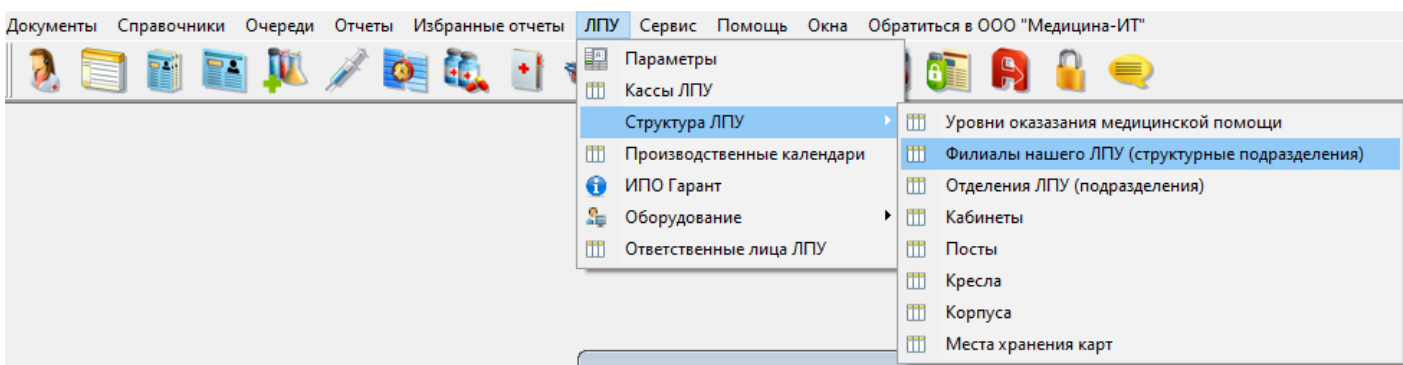 Документы Справочники Очереди Отчеты Избранные отчеты ЛПУ Сервис Помощь Окна Обратиться в ООО "Медицина-ИТ"
Параметры
Кассы ЛПУ
Структура ЛПУ
Производственные календари
ИПО Гарант
Оборудование
Ответственные лица ЛПУ
Уровни оказазания медицинской помощи
Филиалы нашего ЛПУ (структурные подразделения)
Отделения ЛПУ (подразделения)
Кабинеты
Посты
Кресла
Корпуса
Места хранения карт